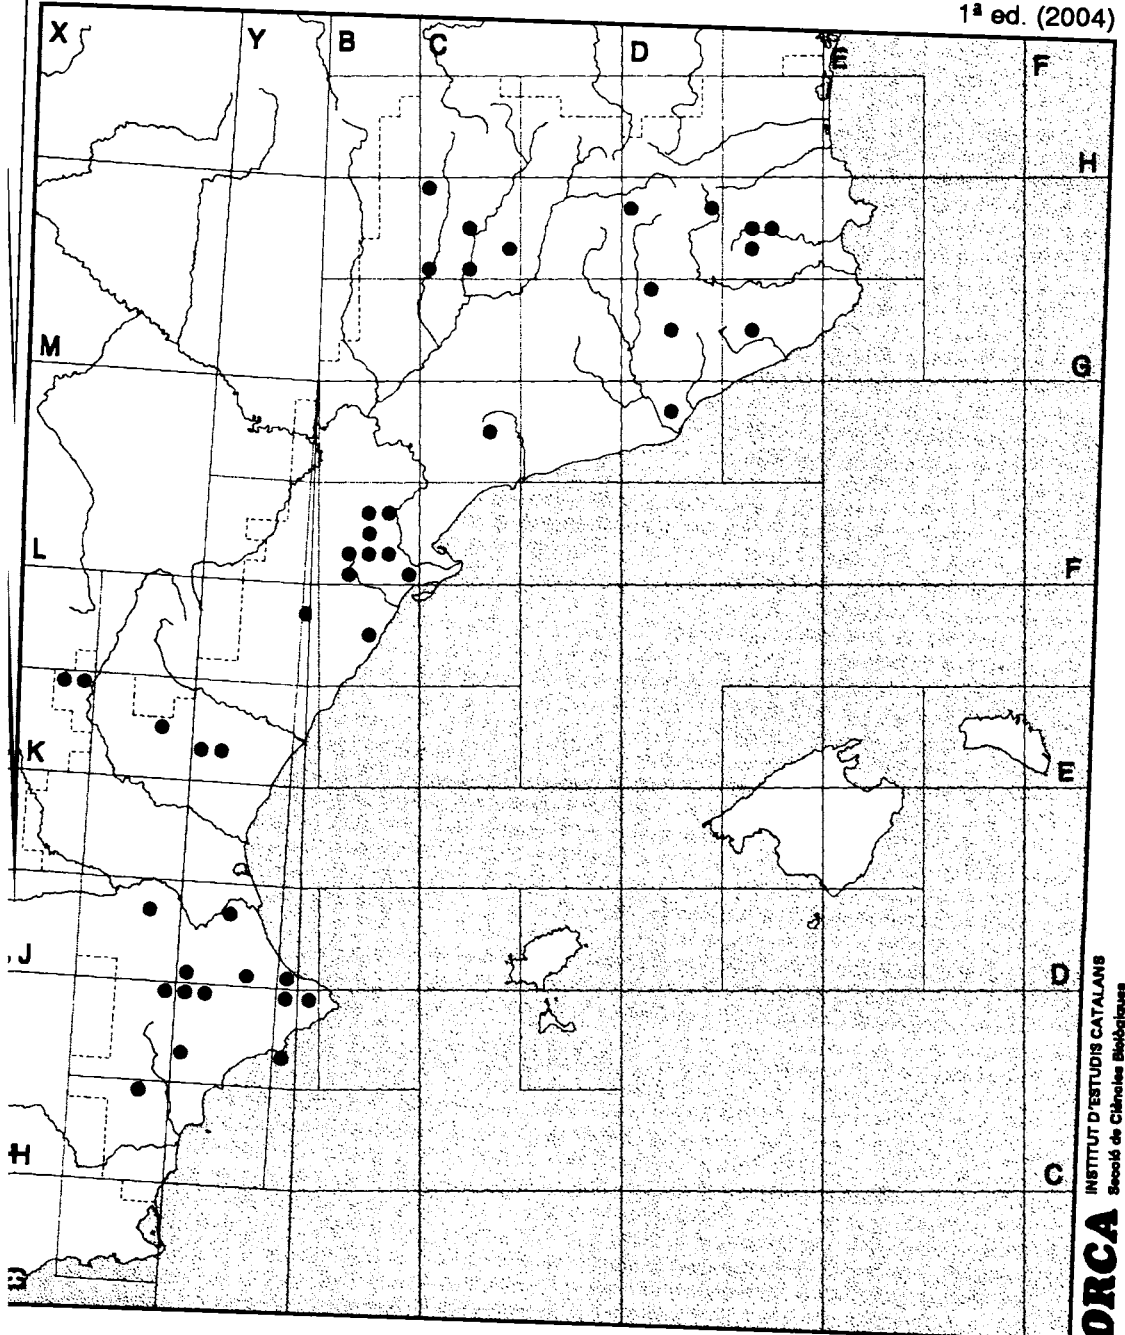 1ª ed. (2004)
X
Y
B
C
D
E
F
H
M
G
L
F
K
E
J
D
H
C
G
ORCA
INSTITUT D'ESTUDIS CATALANS
Secció de Ciències Biològiques